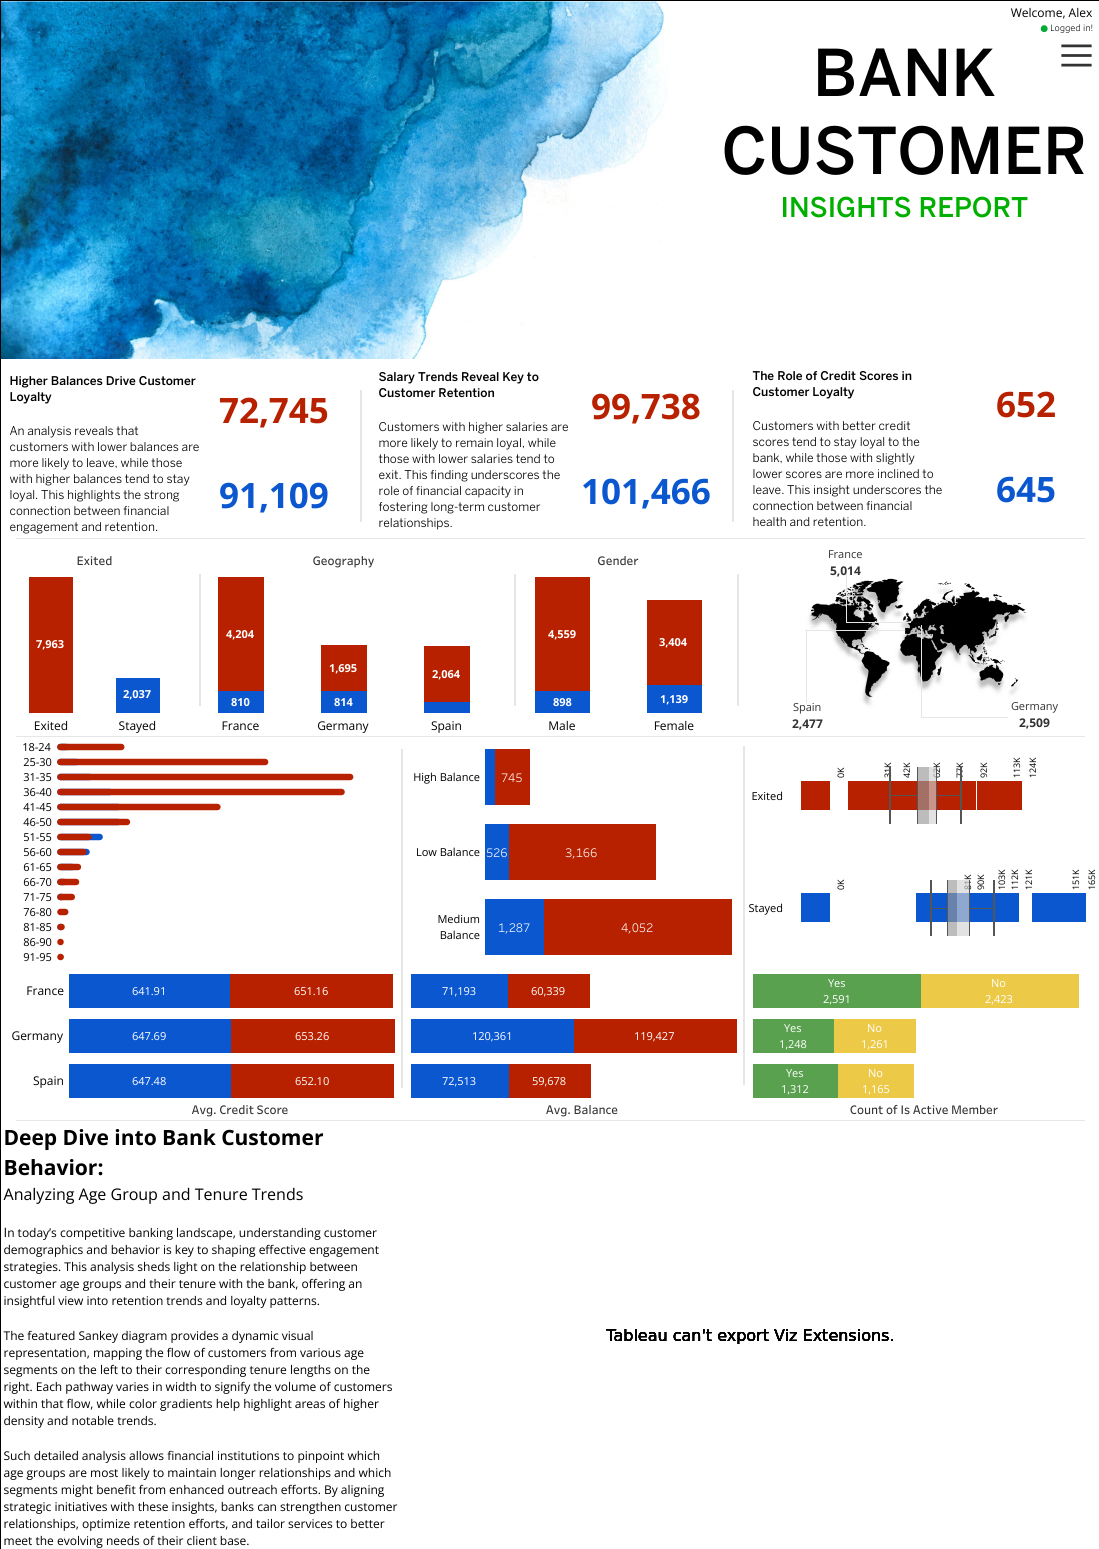 Welcome, Alex
Logged in!
BANK
CUSTOMER
INSIGHTS REPORT
Higher Balances Drive Customer
Loyalty
An analysis reveals that
customers with lower balances are
more likely to leave, while those
with higher balances tend to stay
loyal. This highlights the strong
connection between financial
engagement and retention.
72,745
91,109
Salary Trends Reveal Key to
Customer Retention
Customers with higher salaries are
more likely to remain loyal, while
those with lower salaries tend to
exit. This finding underscores the
role of financial capacity in
fostering long-term customer
relationships.
99,738
101,466
The Role of Credit Scores in
Customer Loyalty
Customers with better credit
scores tend to stay loyal to the
bank, while those with slightly
lower scores are more inclined to
leave. This insight underscores the
connection between financial
health and retention.
652
645
Exited
7,963
2,037
Exited Stayed
Geography
4,204
810
1,695
814
2,064
France Germany Spain
Gender
4,559
898
3,404
1,139
Male Female
France
5,014
Spain
2,477
Germany
2,509
18-24
25-30
31-35
36-40
41-45
46-50
51-55
56-60
61-65
66-70
71-75
76-80
81-85
86-90
91-95
High Balance 745
Low Balance 526 3,166
Medium
Balance
1,287 4,052
0K 31K 42K 62K 77K 92K 113K 124K
Exited
0K 81K 90K 103K 112K 121K 151K 165K
Stayed
France 641.91 651.16
Germany 647.69 653.26
Spain 647.48 652.10
Avg. Credit Score
71,193 60,339
120,361 119,427
72,513 59,678
Avg. Balance
Yes No
2,591 2,423
Yes No
1,248 1,261
Yes No
1,312 1,165
Count of Is Active Member
Deep Dive into Bank Customer
Behavior:
Analyzing Age Group and Tenure Trends
In today's competitive banking landscape, understanding customer
demographics and behavior is key to shaping effective engagement
strategies. This analysis sheds light on the relationship between
customer age groups and their tenure with the bank, offering an
insightful view into retention trends and loyalty patterns.
The featured Sankey diagram provides a dynamic visual
representation, mapping the flow of customers from various age
segments on the left to their corresponding tenure lengths on the
right. Each pathway varies in width to signify the volume of customers
within that flow, while color gradients help highlight areas of higher
density and notable trends.
Such detailed analysis allows financial institutions to pinpoint which
age groups are most likely to maintain longer relationships and which
segments might benefit from enhanced outreach efforts. By aligning
strategic initiatives with these insights, banks can strengthen customer
relationships, optimize retention efforts, and tailor services to better
meet the evolving needs of their client base.
Tableau can't export Viz Extensions.